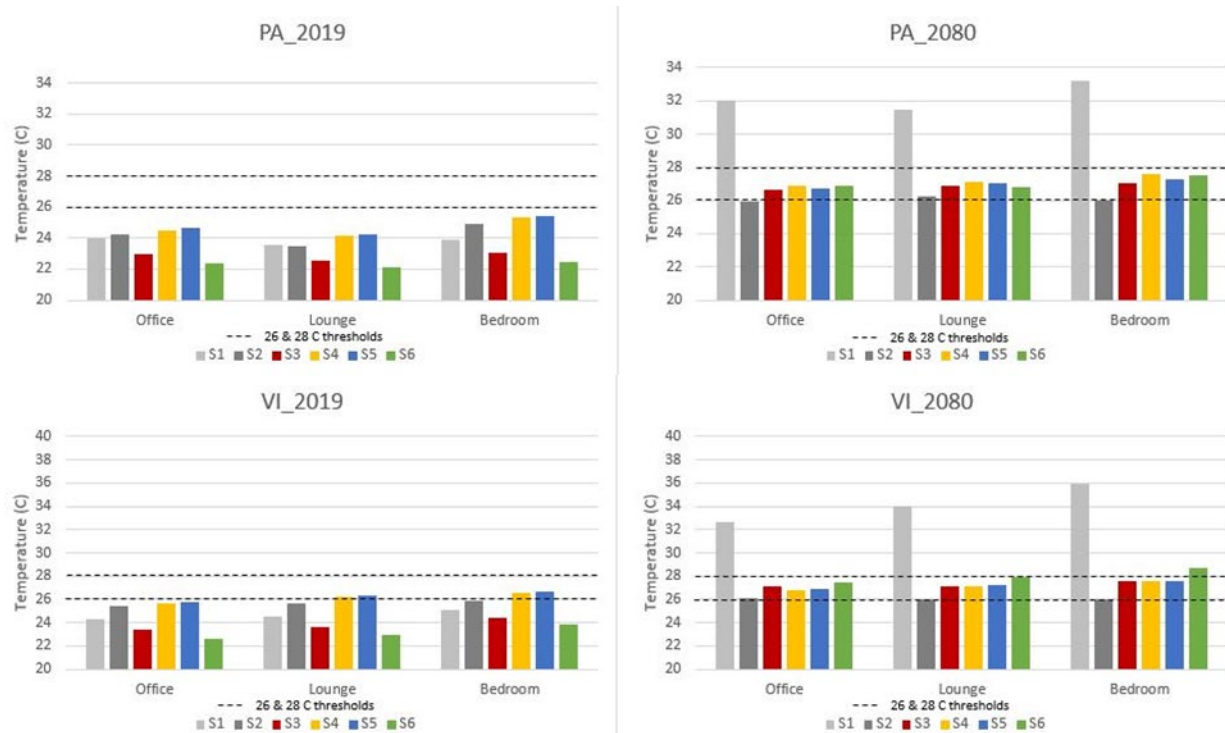 PA_2019
Temperature (C)
34
32
30
28
26
24
22
20
Office Lounge Bedroom
26 & 28 C thresholds
S1 S2 S3 S4 S5 S6
PA_2080
Temperature (C)
34
32
30
28
26
24
22
20
Office Lounge Bedroom
26 & 28 C thresholds
S1 S2 S3 S4 S5 S6
VI_2019
Temperature (C)
40
38
36
34
32
30
28
26
24
22
20
Office Lounge Bedroom
26 & 28 C thresholds
S1 S2 S3 S4 S5 S6
VI_2080
Temperature (C)
40
38
36
34
32
30
28
26
24
22
20
Office Lounge Bedroom
26 & 28 C thresholds
S1 S2 S3 S4 S5 S6